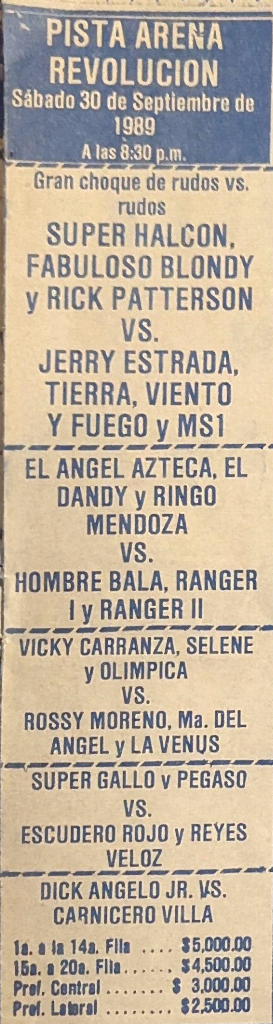 PISTA ARENA
REVOLUCION
Sábado 30 de Septiembre de
1989
A las 8:30 p.m.
Gran choque de rudos vs.
rudos
SUPER HALCON,
FABULOSO BLONDY
y RICK PATTERSON
VS.
JERRY ESTRADA,
TIERRA, VIENTO
Y FUEGO y MS1
EL ANGEL AZTECA, EL
DANDY y RINGO
MENDOZA
VS.
HOMBRE BALA, RANGER
I y RANGER II
VICKY CARRANZA, SELENE
y OLIMPICA
VS.
ROSSY MORENO, Ma. DEL
ANGEL y LA VENUS
SUPER GALLO y PEGASO
VS.
ESCUDERO ROJO y REYES
VELOZ
DICK ANGELO JR. VS.
CARNICERO VILLA
1a. a la 14a. Fila .... $5,000.00
15a. a 20a. Fila...... $4,500.00
Pref. Central ........ $ 3,000.00
Pref. Lateral ........ $2,500.00